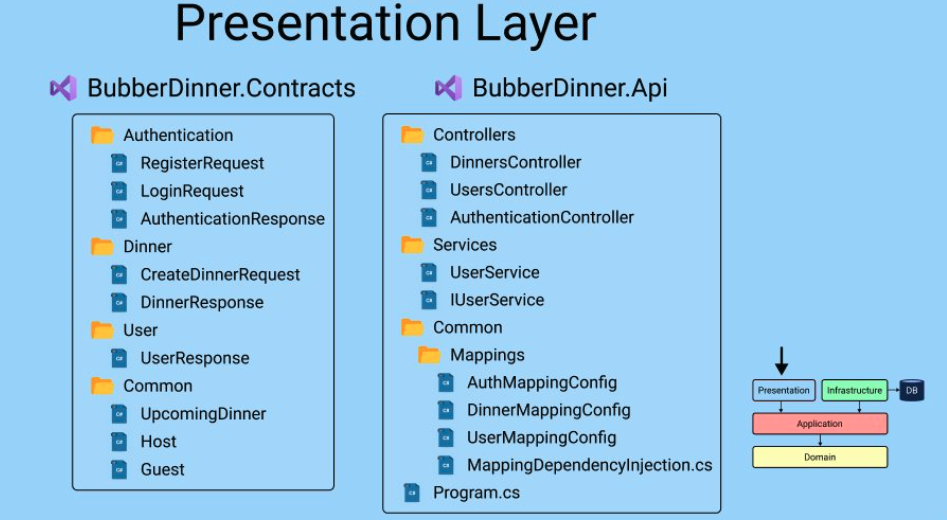 Presentation Layer
BubberDinner.Contracts
Authentication
RegisterRequest
LoginRequest
AuthenticationResponse
Dinner
CreateDinnerRequest
DinnerResponse
User
UserResponse
Common
UpcomingDinner
Host
Guest
BubberDinner.Api
Controllers
DinnersController
UsersController
AuthenticationController
Services
UserService
IUserService
Common
Mappings
AuthMappingConfig
DinnerMappingConfig
UserMappingConfig
MappingDependencyInjection.cs
Program.cs
Presentation
Infrastructure
DB
Application
Domain